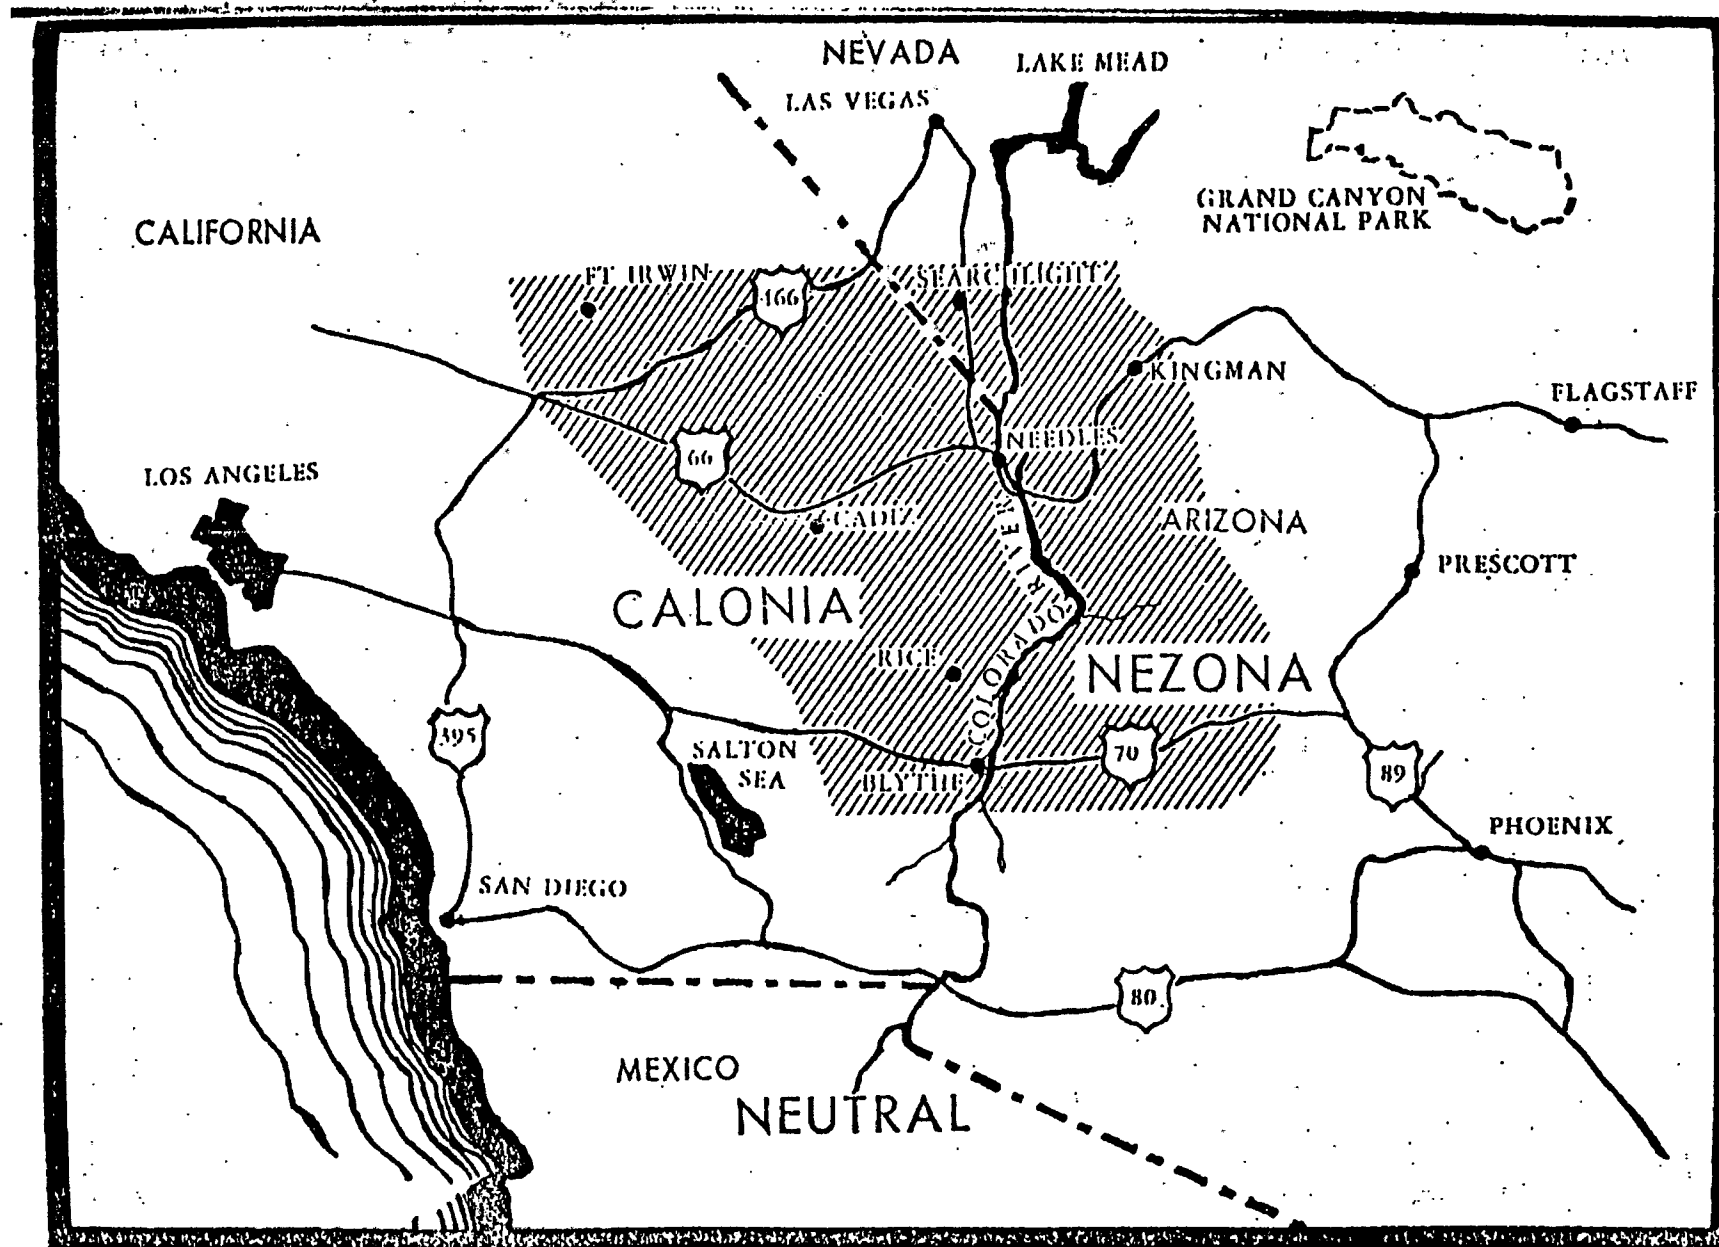 NEVADA
LAKE MEAD
LAS VEGAS
GRAND CANYON
NATIONAL PARK
CALIFORNIA
FT IRWIN
SEARCHLIGHT
466
KINGMAN
FLAGSTAFF
NEEDLES
66
LOS ANGELES
CADIZ
ARIZONA
PRESCOTT
CALONIA
COLORADO RIVER
RICE
NEZONA
395
SALTON
SEA
70
BLYTHE
89
PHOENIX
SAN DIEGO
80
MEXICO
NEUTRAL